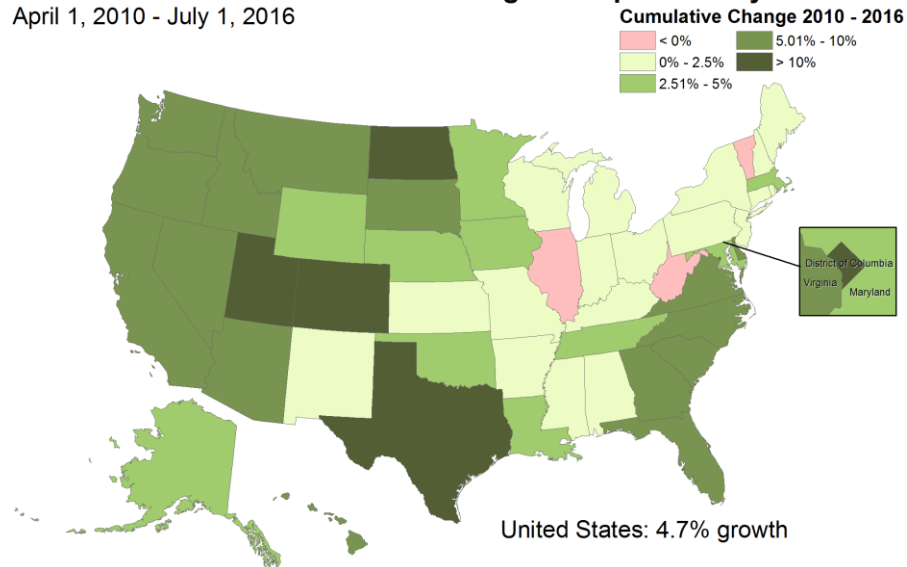 April 1, 2010 - July 1, 2016
Cumulative Change 2010 - 2016
< 0%
5.01% - 10%
0% - 2.5%
> 10%
2.51% - 5%
District of Columbia
Virginia
Maryland
United States: 4.7% growth